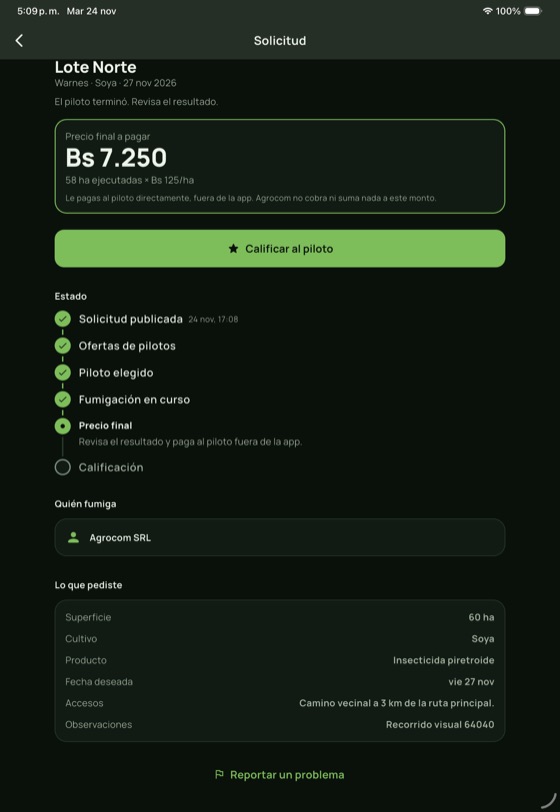 5:09 p. m. Mar 24 nov
100%
Solicitud
Lote Norte
Warnes · Soya · 27 nov 2026
El piloto terminó. Revisa el resultado.
Precio final a pagar
Bs 7.250
58 ha ejecutadas × Bs 125/ha
Le pagas al piloto directamente, fuera de la app. Agrocom no cobra ni suma nada a este monto.
Calificar al piloto
Estado
Solicitud publicada 24 nov, 17:08
Ofertas de pilotos
Piloto elegido
Fumigación en curso
Precio final
Revisa el resultado y paga al piloto fuera de la app.
Calificación
Quién fumiga
Agrocom SRL
Lo que pediste
Superficie 60 ha
Cultivo Soya
Producto Insecticida piretroide
Fecha deseada vie 27 nov
Accesos Camino vecinal a 3 km de la ruta principal.
Observaciones Recorrido visual 64040
Reportar un problema